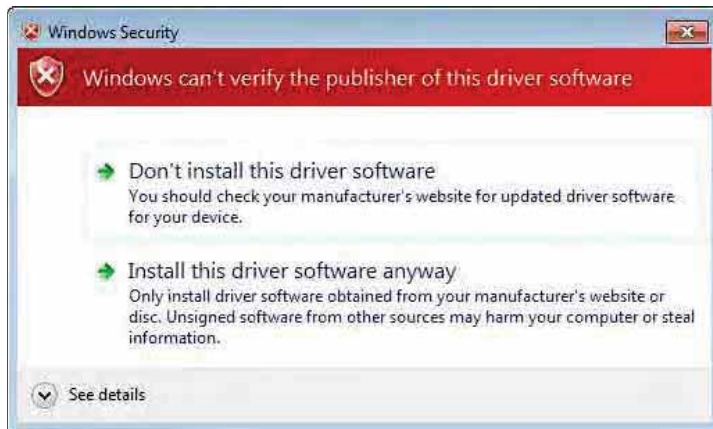 Windows Security
Windows can't verify the publisher of this driver software
Don't install this driver software
You should check your manufacturer's website for updated driver software
for your device.
Install this driver software anyway
Only install driver software obtained from your manufacturer's website or
disc. Unsigned software from other sources may harm your computer or steal
information.
See details